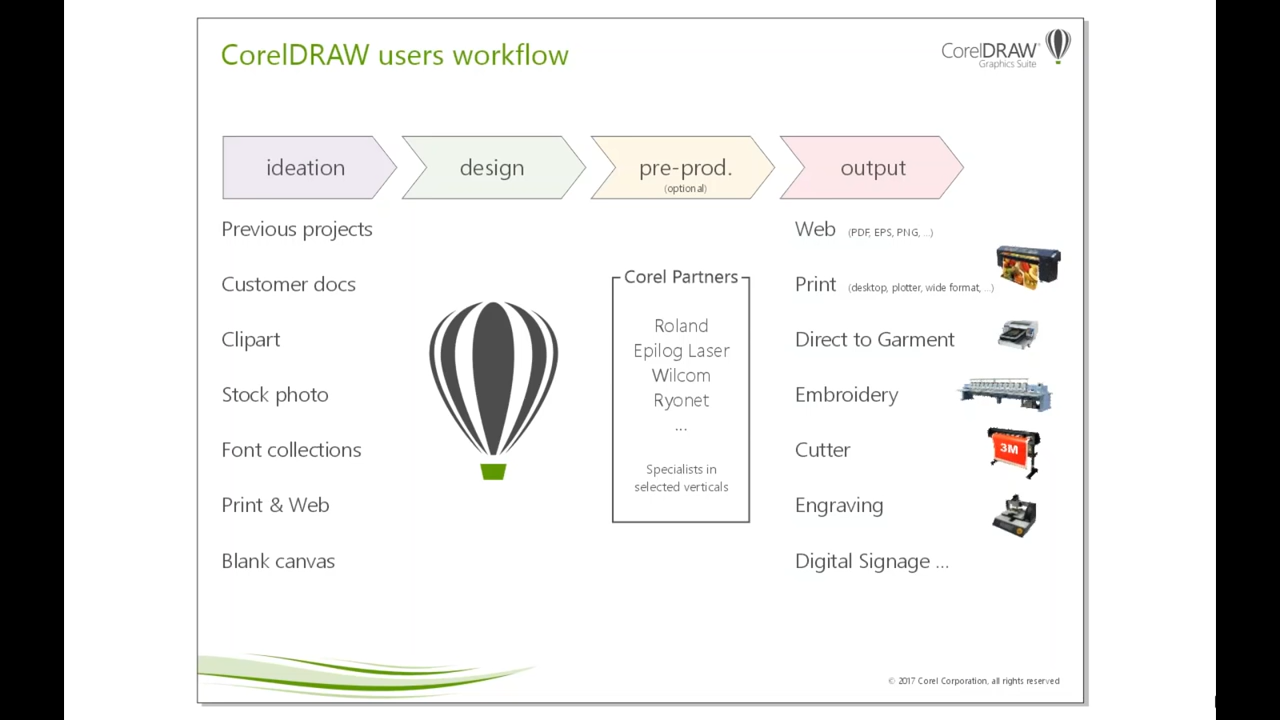 CorelDRAW users workflow
CorelDRAW®
Graphics Suite
ideation
design
pre-prod.
(optional)
output
Previous projects
Customer docs
Clipart
Stock photo
Font collections
Print & Web
Blank canvas
Corel Partners
Roland
Epilog Laser
Wilcom
Ryonet
...
Specialists in
selected verticals
Web (PDF, EPS, PNG, ...)
Print (desktop, plotter, wide format, ...)
Direct to Garment
Embroidery
Cutter
3M
Engraving
Digital Signage ...
© 2017 Corel Corporation, all rights reserved